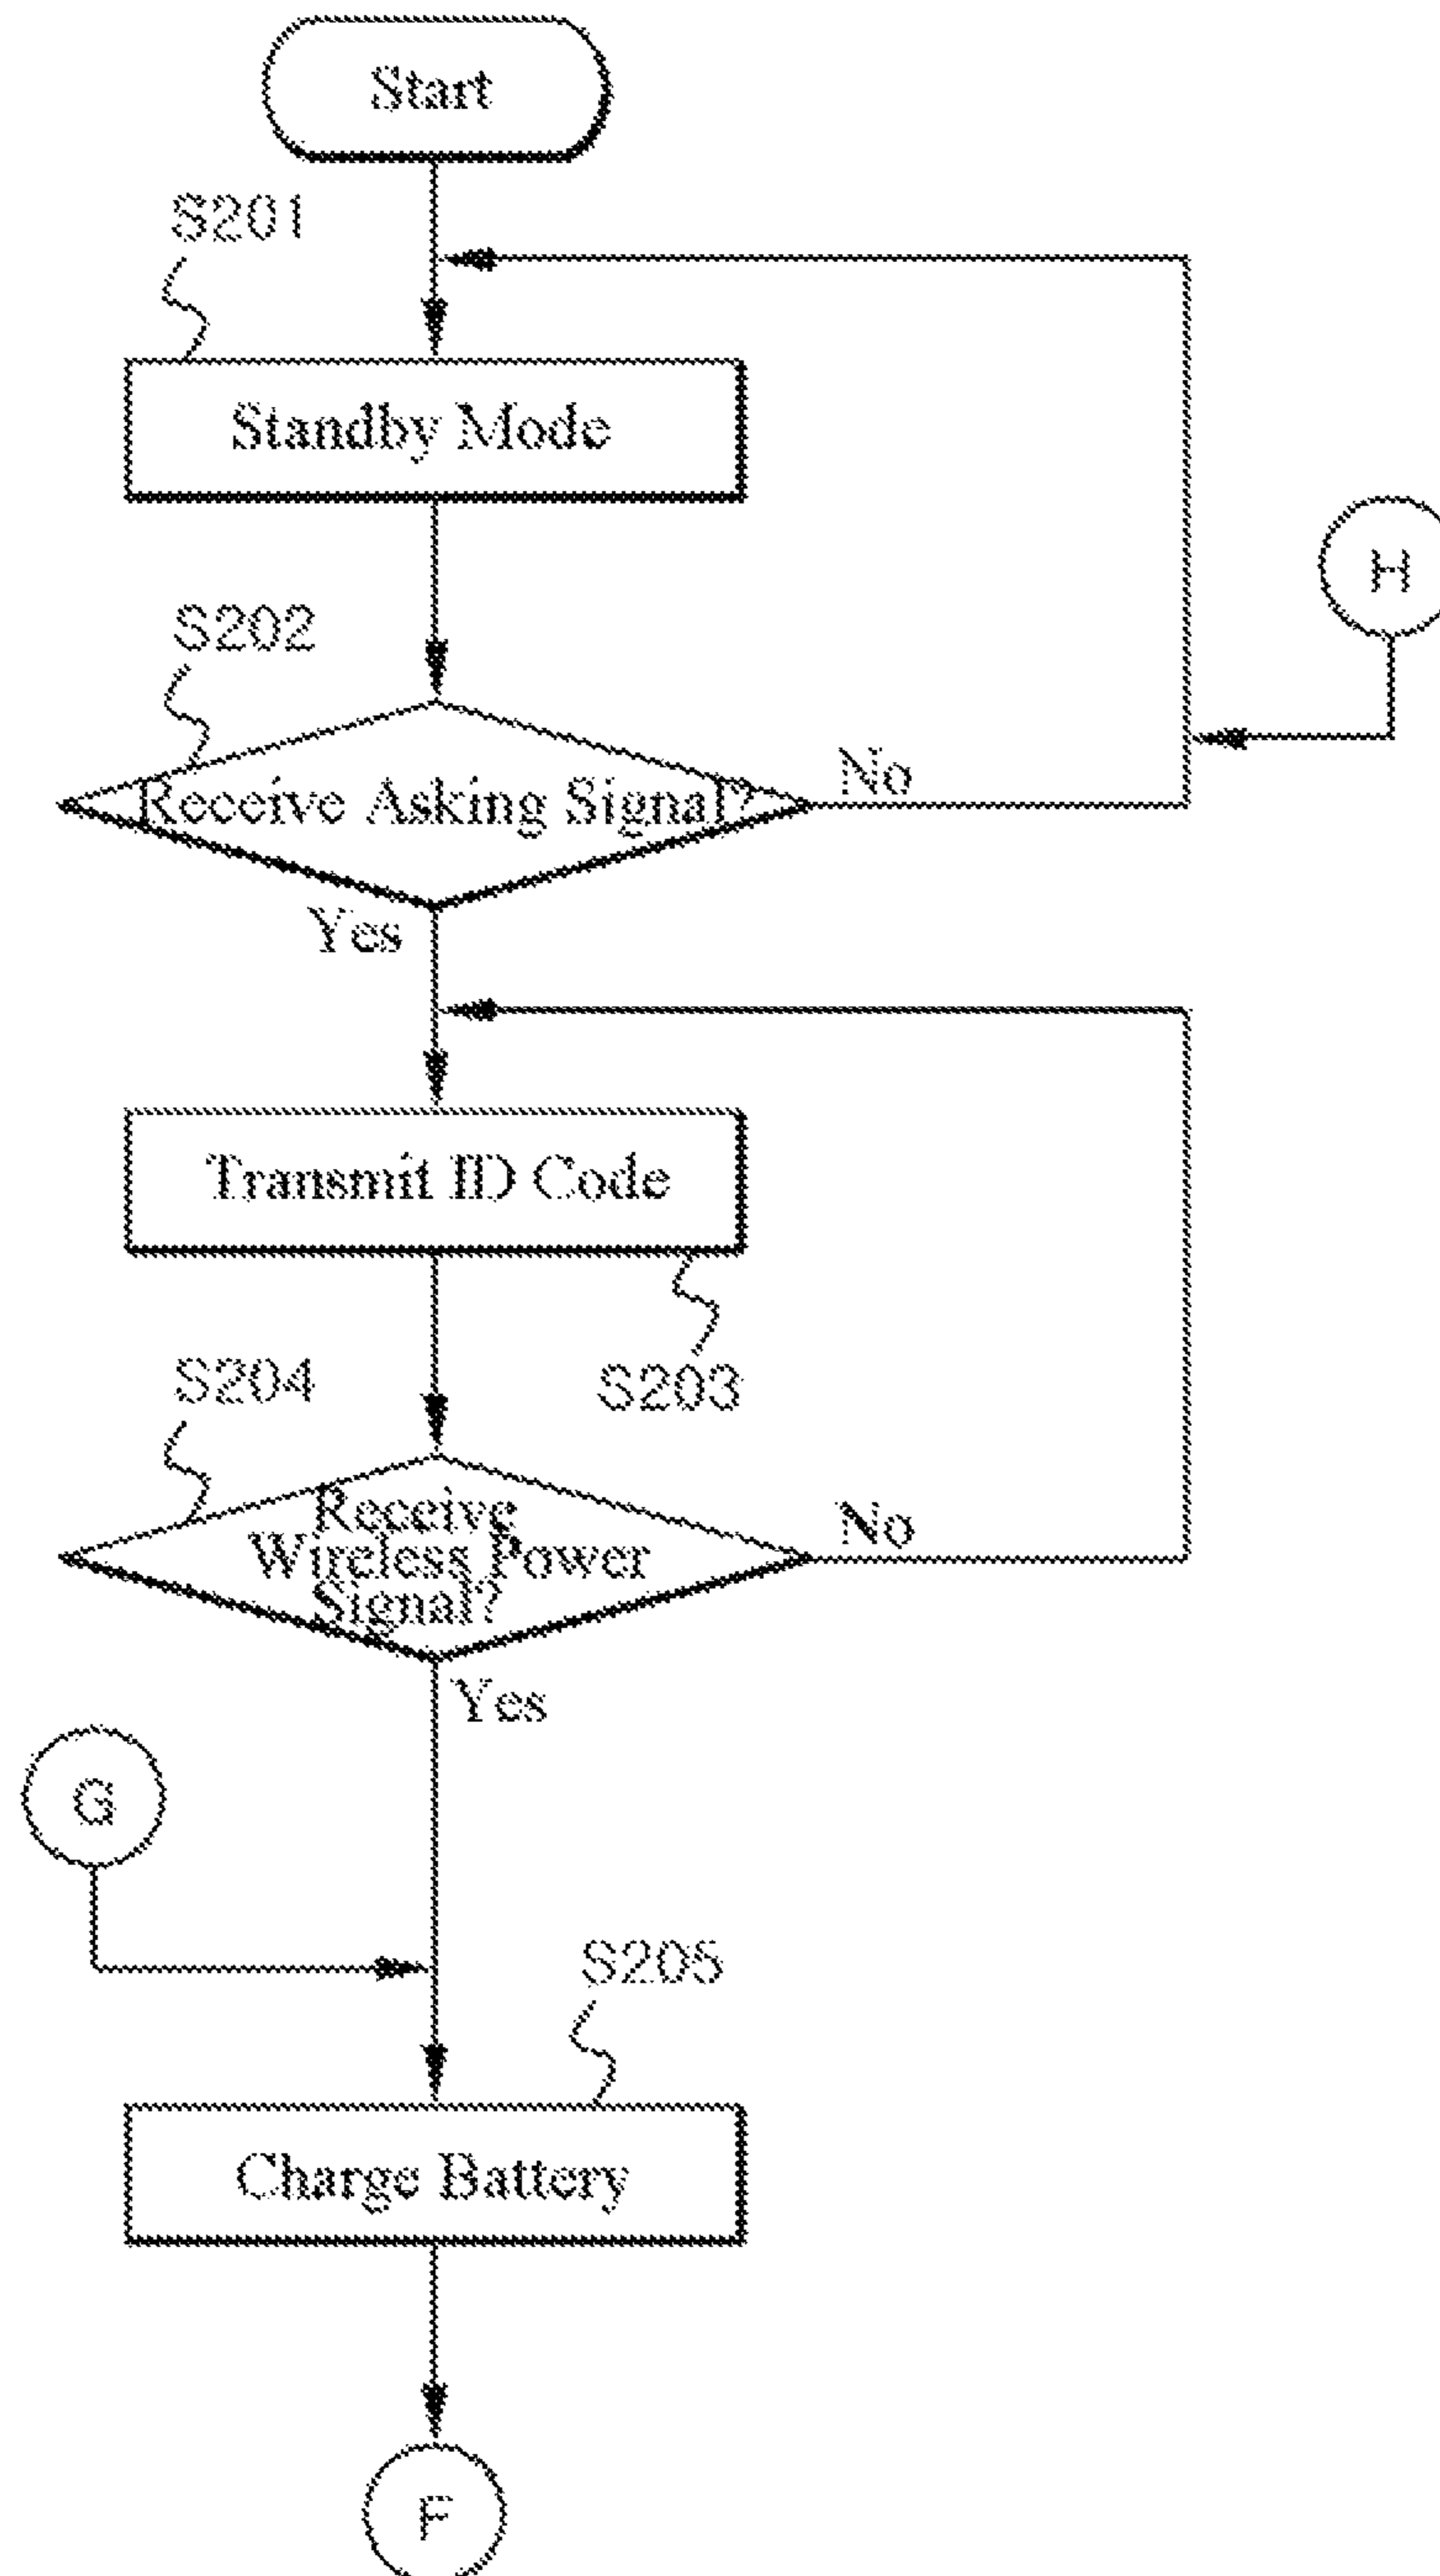 Start
S201
Standby Mode
H
S202
Receive Asking Signal?
No
Yes
Transmit ID Code
S203
S204
Receive
Wireless Power
Signal?
No
Yes
G
S205
Charge Battery
F